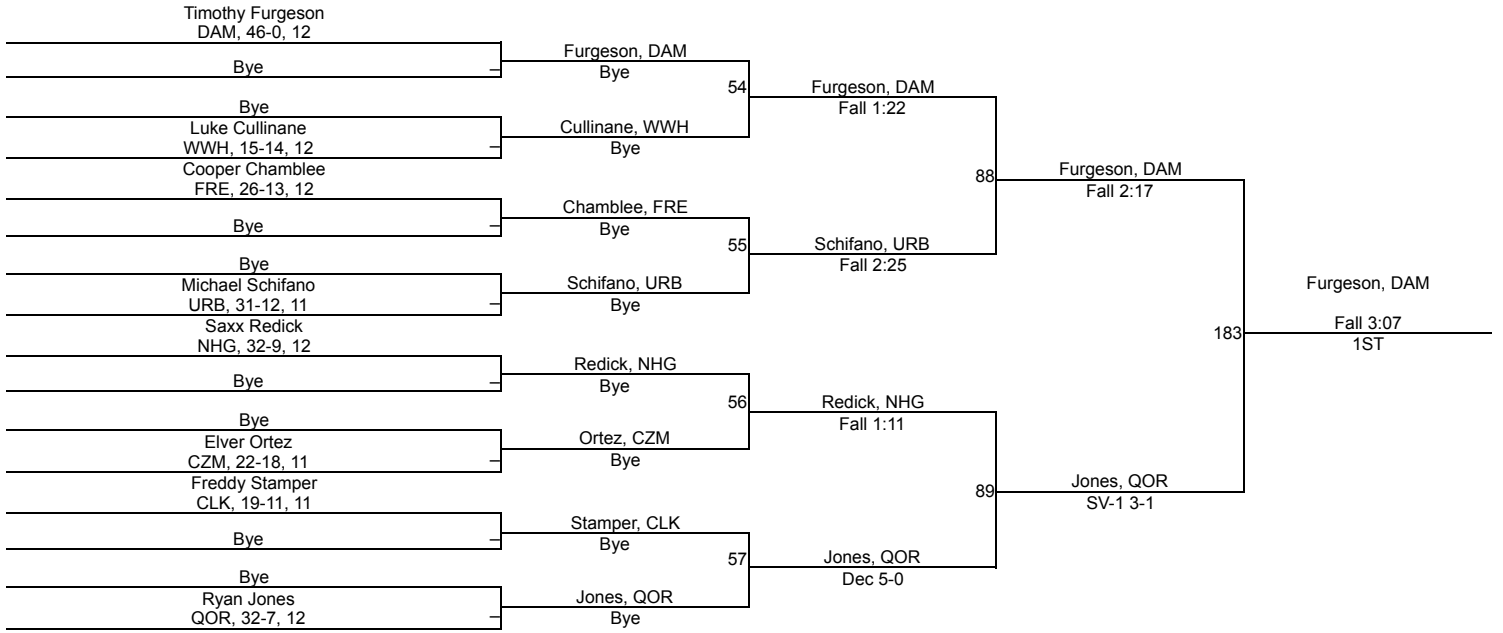 Timothy Furgeson
DAM, 46-0, 12
Bye
Bye
Luke Cullinane
WWH, 15-14, 12
Cooper Chamblee
FRE, 26-13, 12
Bye
Bye
Michael Schifano
URB, 31-12, 11
Saxx Redick
NHG, 32-9, 12
Bye
Bye
Elver Ortez
CZM, 22-18, 11
Freddy Stamper
CLK, 19-11, 11
Bye
Bye
Ryan Jones
QOR, 32-7, 12
Furgeson, DAM
Bye
54
Cullinane, WWH
Bye
Chamblee, FRE
Bye
55
Schifano, URB
Bye
Redick, NHG
Bye
56
Ortez, CZM
Bye
Stamper, CLK
Bye
57
Jones, QOR
Bye
Furgeson, DAM
Fall 1:22
88
Schifano, URB
Fall 2:25
Redick, NHG
Fall 1:11
89
Jones, QOR
Dec 5-0
Furgeson, DAM
Fall 2:17
183
Jones, QOR
SV-1 3-1
Furgeson, DAM
Fall 3:07
1ST